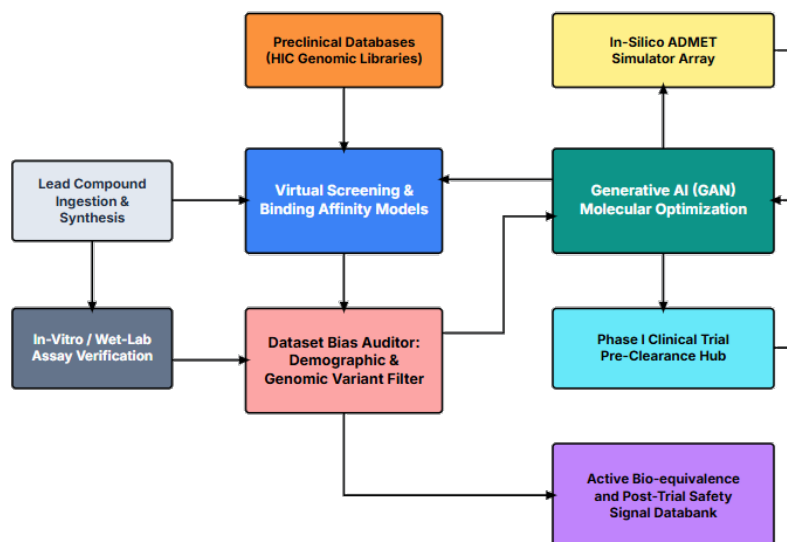 Preclinical Databases
(HIC Genomic Libraries)
In-Silico ADMET
Simulator Array
Lead Compound
Ingestion &
Synthesis
Virtual Screening &
Binding Affinity Models
Generative AI (GAN)
Molecular Optimization
In-Vitro / Wet-Lab
Assay Verification
Dataset Bias Auditor:
Demographic &
Genomic Variant Filter
Phase I Clinical Trial
Pre-Clearance Hub
Active Bio-equivalence
and Post-Trial Safety
Signal Databank